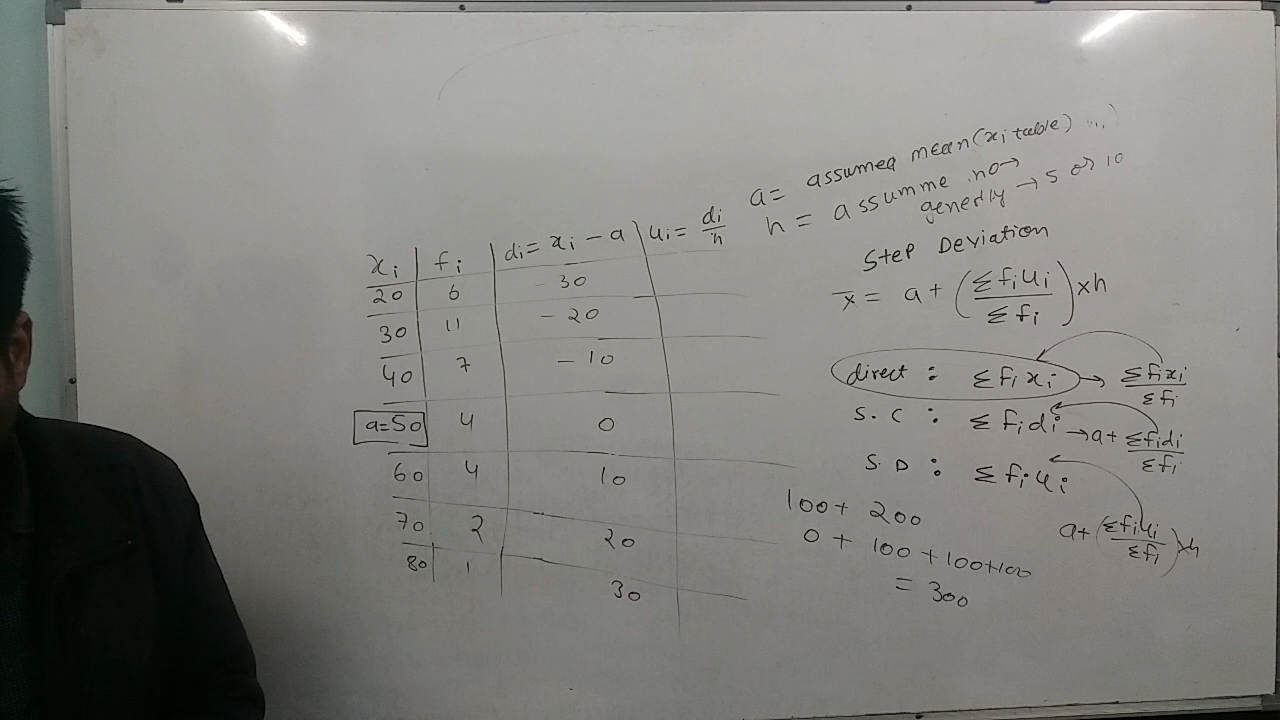 xᵢ fᵢ dᵢ = xᵢ - a uᵢ = dᵢ/h
20 6 - 30
30 11 - 20
40 7 - 10
a=50 4 0
60 4 10
70 2 20
80 1 30
a = assumed mean (xᵢ table)
h = assumme no →
generlly → 5 or 10
Step Deviation
x̄ = a + (Σfᵢuᵢ / Σfᵢ) × h
direct : Σfᵢxᵢ → Σfᵢxᵢ / Σfᵢ
S. C : Σfᵢdᵢ → a + Σfᵢdᵢ / Σfᵢ
S. D : Σfᵢuᵢ
a + (Σfᵢuᵢ / Σfᵢ) × h
100 + 200
0 + 100 + 100 + 100
= 300